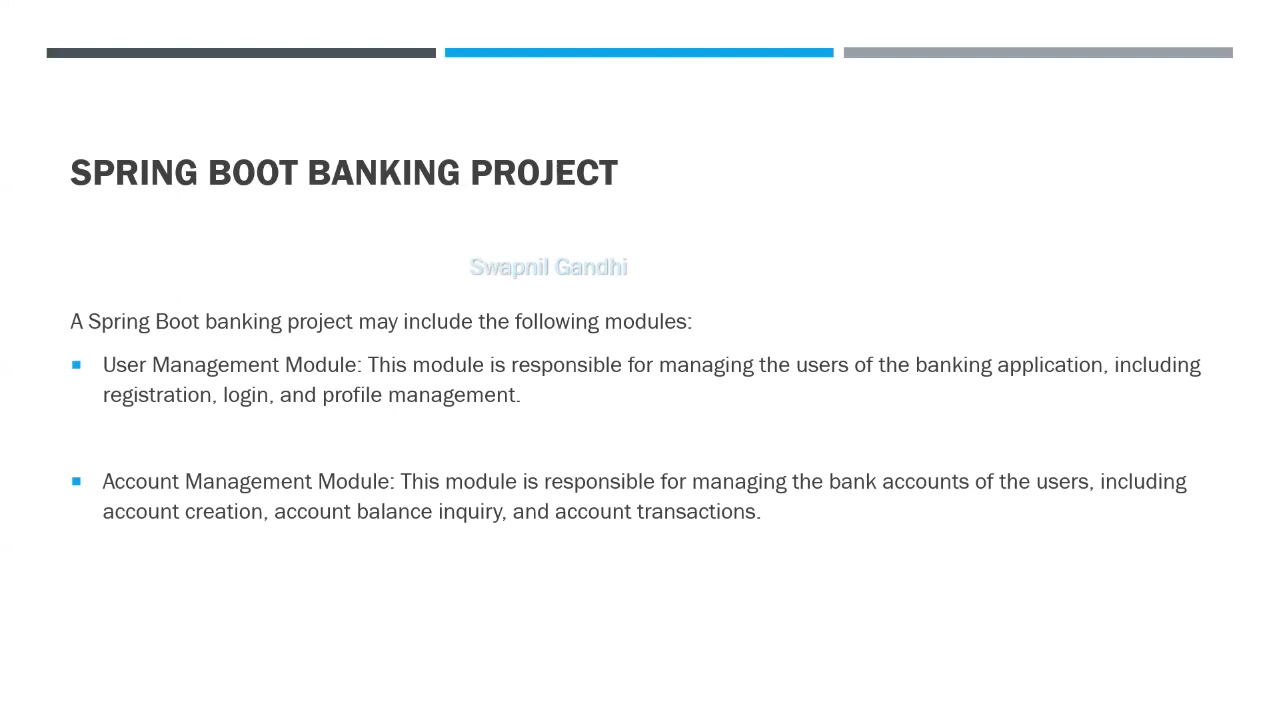 SPRING BOOT BANKING PROJECT
Swapnil Gandhi
A Spring Boot banking project may include the following modules:
User Management Module: This module is responsible for managing the users of the banking application, including
registration, login, and profile management.
Account Management Module: This module is responsible for managing the bank accounts of the users, including
account creation, account balance inquiry, and account transactions.